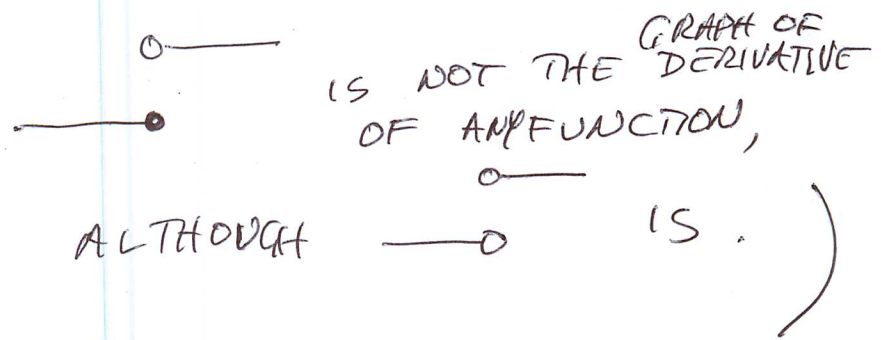 GRAPH OF
IS NOT THE DERIVATIVE
OF ANY FUNCTION,
ALTHOUGH IS.)